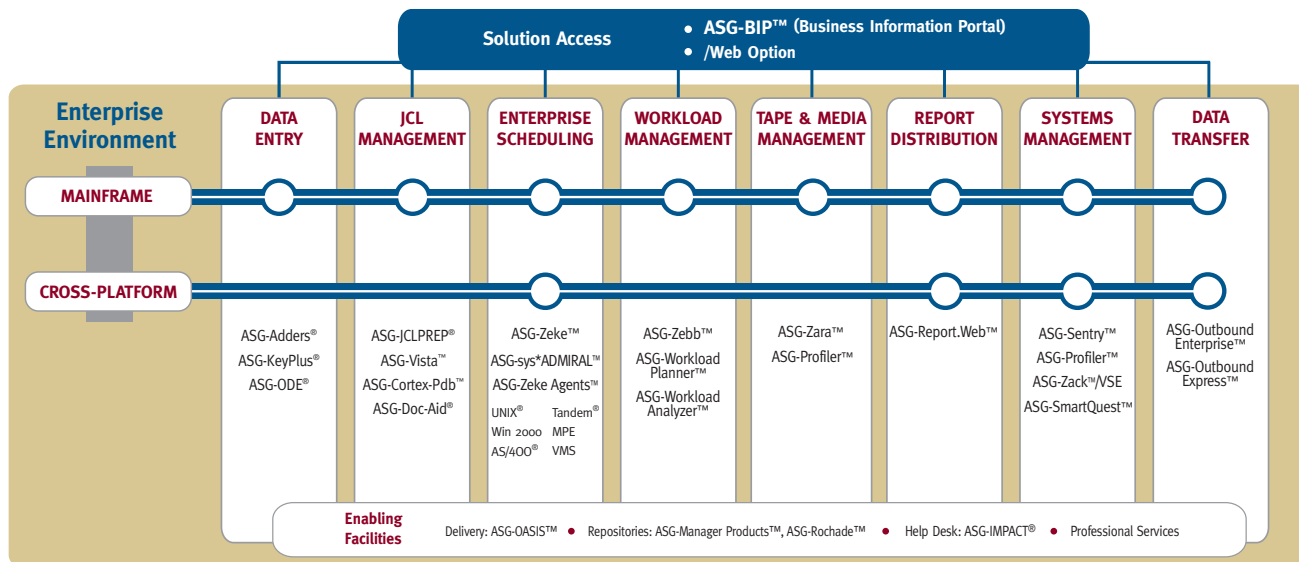 Solution Access
• ASG-BIP™ (Business Information Portal)
• /Web Option
Enterprise
Environment
DATA
ENTRY
JCL
MANAGEMENT
ENTERPRISE
SCHEDULING
WORKLOAD
MANAGEMENT
TAPE & MEDIA
MANAGEMENT
REPORT
DISTRIBUTION
SYSTEMS
MANAGEMENT
DATA
TRANSFER
MAINFRAME
CROSS-PLATFORM
ASG-Adders®
ASG-KeyPlus®
ASG-ODE®
ASG-JCLPREP®
ASG-Vista™
ASG-Cortex-Pdb™
ASG-Doc-Aid®
ASG-Zeke™
ASG-sys*ADMIRAL™
ASG-Zeke Agents™
UNIX® Tandem®
Win 2000 MPE
AS/400® VMS
ASG-Zebb™
ASG-Workload
Planner™
ASG-Workload
Analyzer™
ASG-Zara™
ASG-Profiler™
ASG-Report.Web™
ASG-Sentry™
ASG-Profiler™
ASG-Zack™/VSE
ASG-SmartQuest™
ASG-Outbound
Enterprise™
ASG-Outbound
Express™
Enabling
Facilities
Delivery: ASG-OASIS™ • Repositories: ASG-Manager Products™, ASG-Rochade™ • Help Desk: ASG-IMPACT® • Professional Services